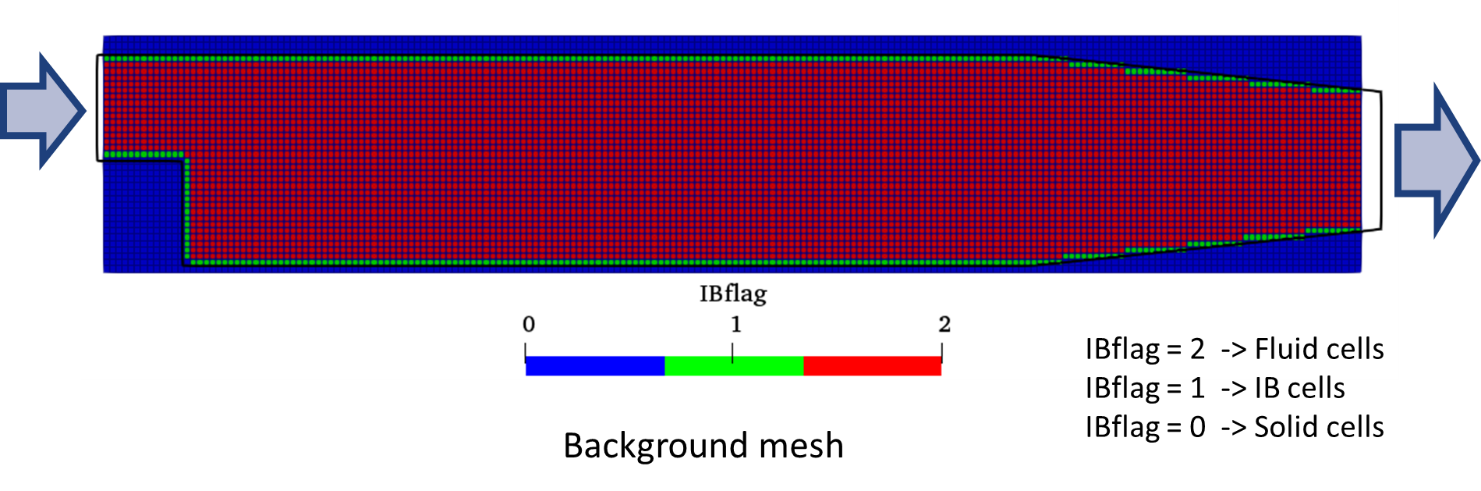 IBflag
0 1 2
IBflag = 2 -> Fluid cells
IBflag = 1 -> IB cells
IBflag = 0 -> Solid cells
Background mesh